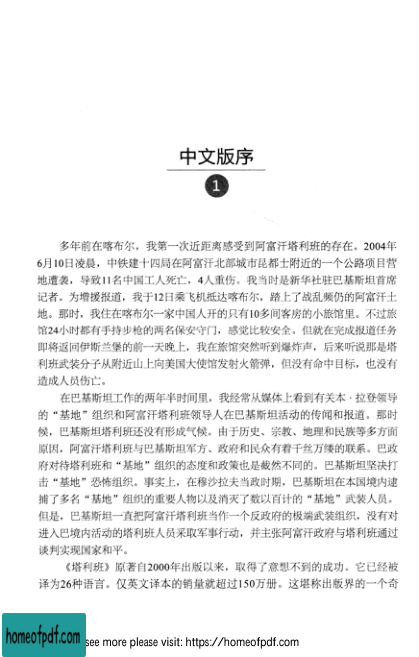 中文版序
1
多年前在喀布尔，我第一次近距离感受到阿富汗塔利班的存在。2004年
6月10日凌晨，中铁建十四局在阿富汗北部城市昆都士附近的一个公路项目营
地遭袭，导致11名中国工人死亡，4人重伤。我当时是新华社驻巴基斯坦首席
记者。为增援报道，我于12日乘飞机抵达喀布尔，踏上了战乱频仍的阿富汗土
地。那时，我住在喀布尔一家中国人开的只有10多间客房的小旅馆里。不过旅
馆24小时都有手持步枪的两名保安守门，感觉比较安全。但就在完成报道任务
即将返回伊斯兰堡的前一天晚上，我在旅馆突然听到爆炸声，后来听说那是塔
利班武装分子从附近山上向美国大使馆发射火箭弹，但没有命中目标，也没有
造成人员伤亡。
在巴基斯坦工作的两年半时间里，我经常从媒体上看到有关本·拉登领导
的“基地”组织和阿富汗塔利班领导人在巴基斯坦活动的传闻和报道。那时
候，巴基斯坦塔利班还没有形成气候。由于历史、宗教、地理和民族等多方面
原因，阿富汗塔利班与巴基斯坦军方、政府和民众有着千丝万缕的联系。巴政
府对待塔利班和“基地”组织的态度和政策也是截然不同的。巴基斯坦坚决打
击“基地”恐怖组织。事实上，在穆沙拉夫当政时期，巴基斯坦在本国境内逮
捕了多名“基地”组织的重要人物以及消灭了数以百计的“基地”武装人员。
但是，巴基斯坦一直把阿富汗塔利班当作一个反政府的极端武装组织，没有对
进入巴境内活动的塔利班人员采取军事行动，并主张阿富汗政府与塔利班通过
谈判实现国家和平。
《塔利班》原著自2000年出版以来，取得了意想不到的成功。它已经被
译为26种语言。仅英文译本的销量就超过150万册。这堪称出版界的一个奇
homeofpdf.com
see more please visit: https://homeofpdf.com